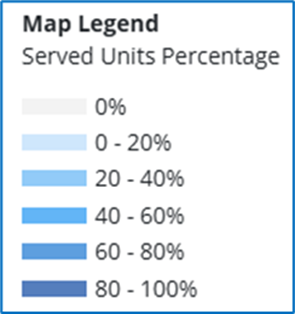 Map Legend
Served Units Percentage
0%
0 - 20%
20 - 40%
40 - 60%
60 - 80%
80 - 100%